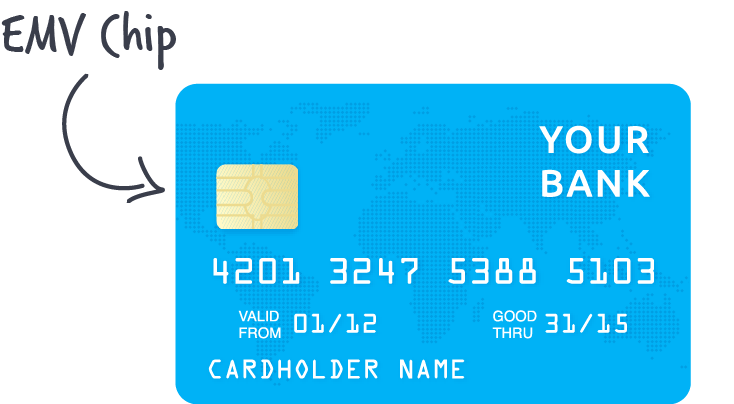 EMV Chip
YOUR
BANK
4201 3247 5388 5103
VALID
FROM 01/12
GOOD
THRU 31/15
CARDHOLDER NAME